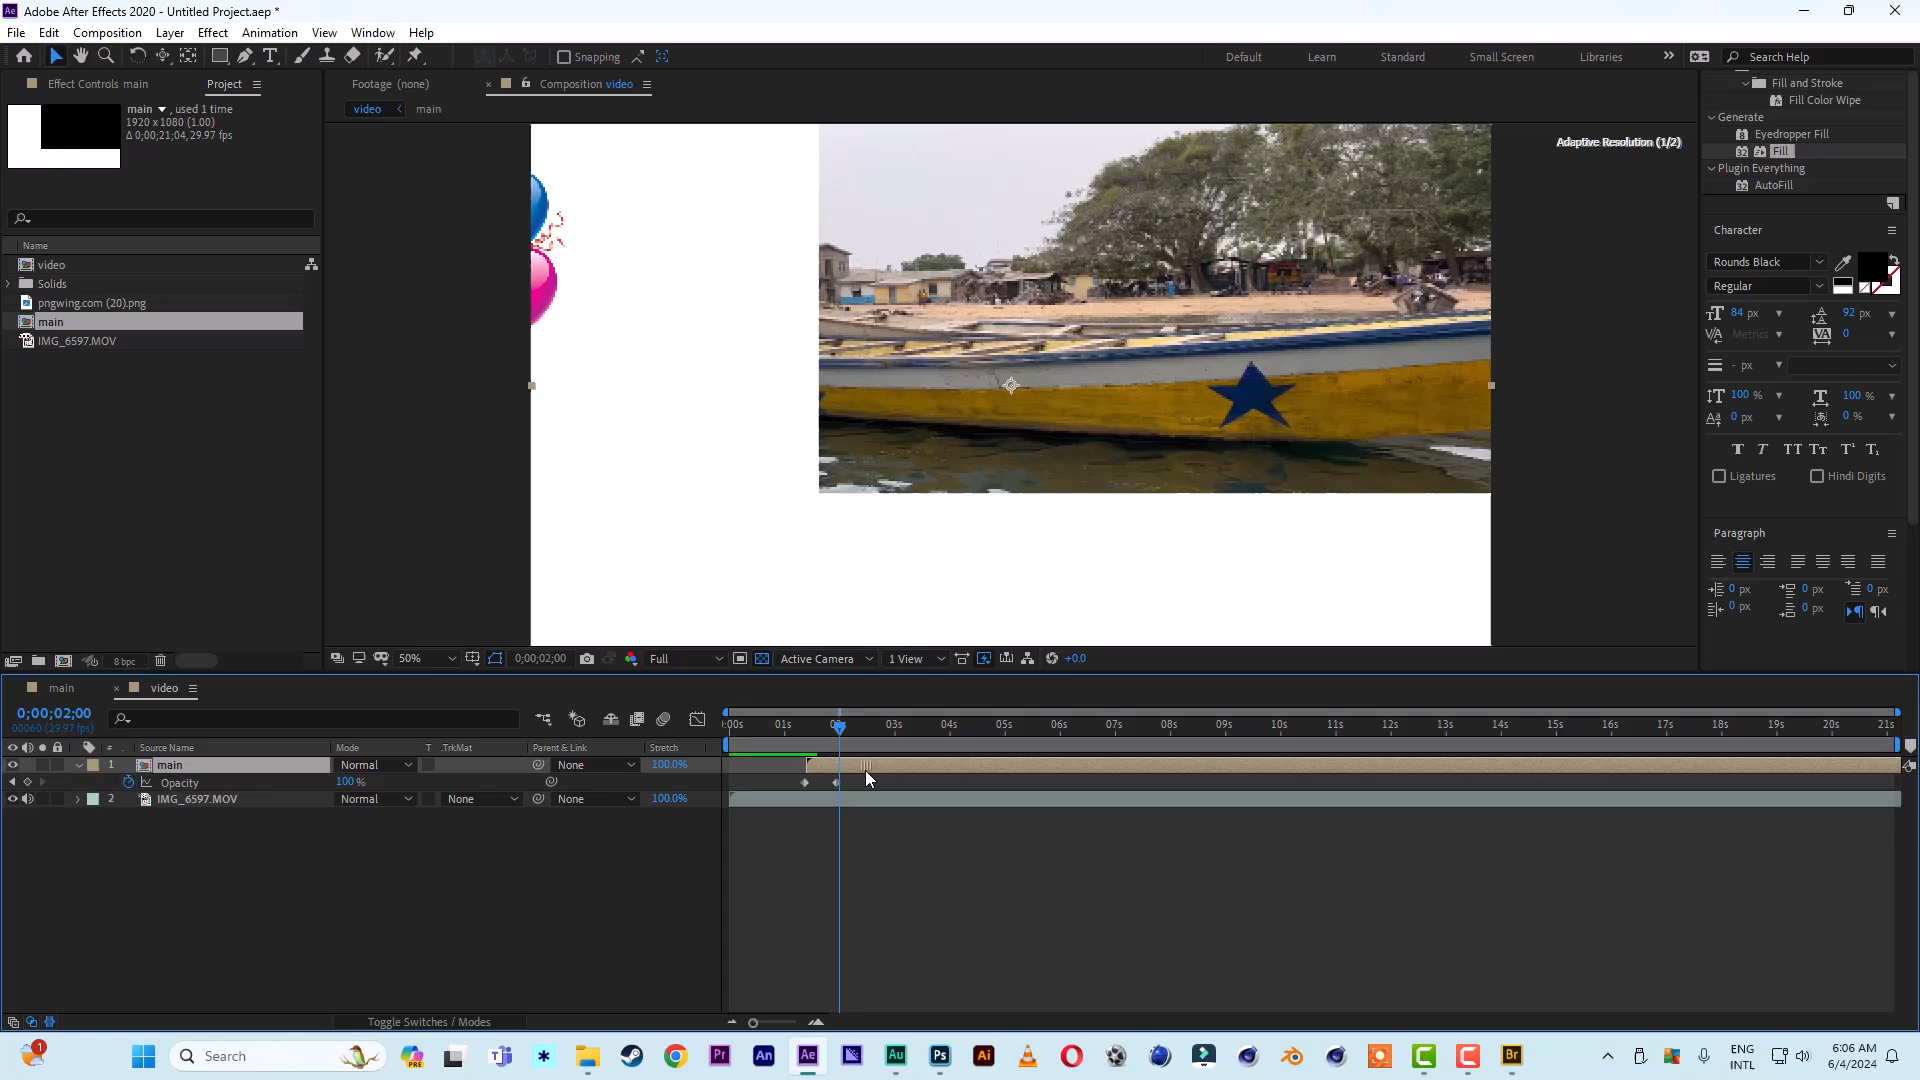 Adobe After Effects 2020 - Untitled Project.aep *
File Edit Composition Layer Effect Animation View Window Help
Snapping
Default Learn Standard Small Screen Libraries Search Help
Effect Controls main Project
Footage (none) Composition video
video main
main , used 1 time
1920 x 1080 (1.00)
Δ 0;00;21;04, 29.97 fps
Name
video
Solids
pngwing.com (20).png
main
IMG_6597.MOV
8 bpc
Adaptive Resolution (1/2)
50% 0;00;02;00 Full Active Camera 1 View +0.0
Fill and Stroke
Fill Color Wipe
Generate
Eyedropper Fill
Fill
Plugin Everything
AutoFill
Character
Rounds Black
Regular
84 px 92 px
Metrics 0
- px
100 % 100 %
0 px 0 %
Ligatures Hindi Digits
Paragraph
0 px 0 px 0 px
0 px 0 px
main video
0;00;02;00
00060 (29.97 fps)
# Source Name Mode T .TrkMat Parent & Link Stretch
1 main Normal None 100.0%
Opacity 100 %
2 IMG_6597.MOV Normal None None 100.0%
:00s 01s 02s 03s 04s 05s 06s 07s 08s 09s 10s 11s 12s 13s 14s 15s 16s 17s 18s 19s 20s 21s
Toggle Switches / Modes
Search
ENG
INTL
6:06 AM
6/4/2024